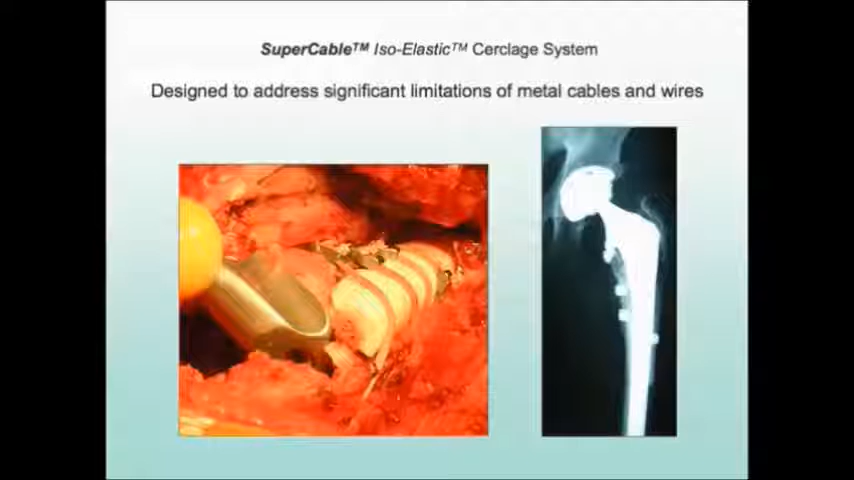 SuperCable™ Iso-Elastic™ Cerclage System
Designed to address significant limitations of metal cables and wires